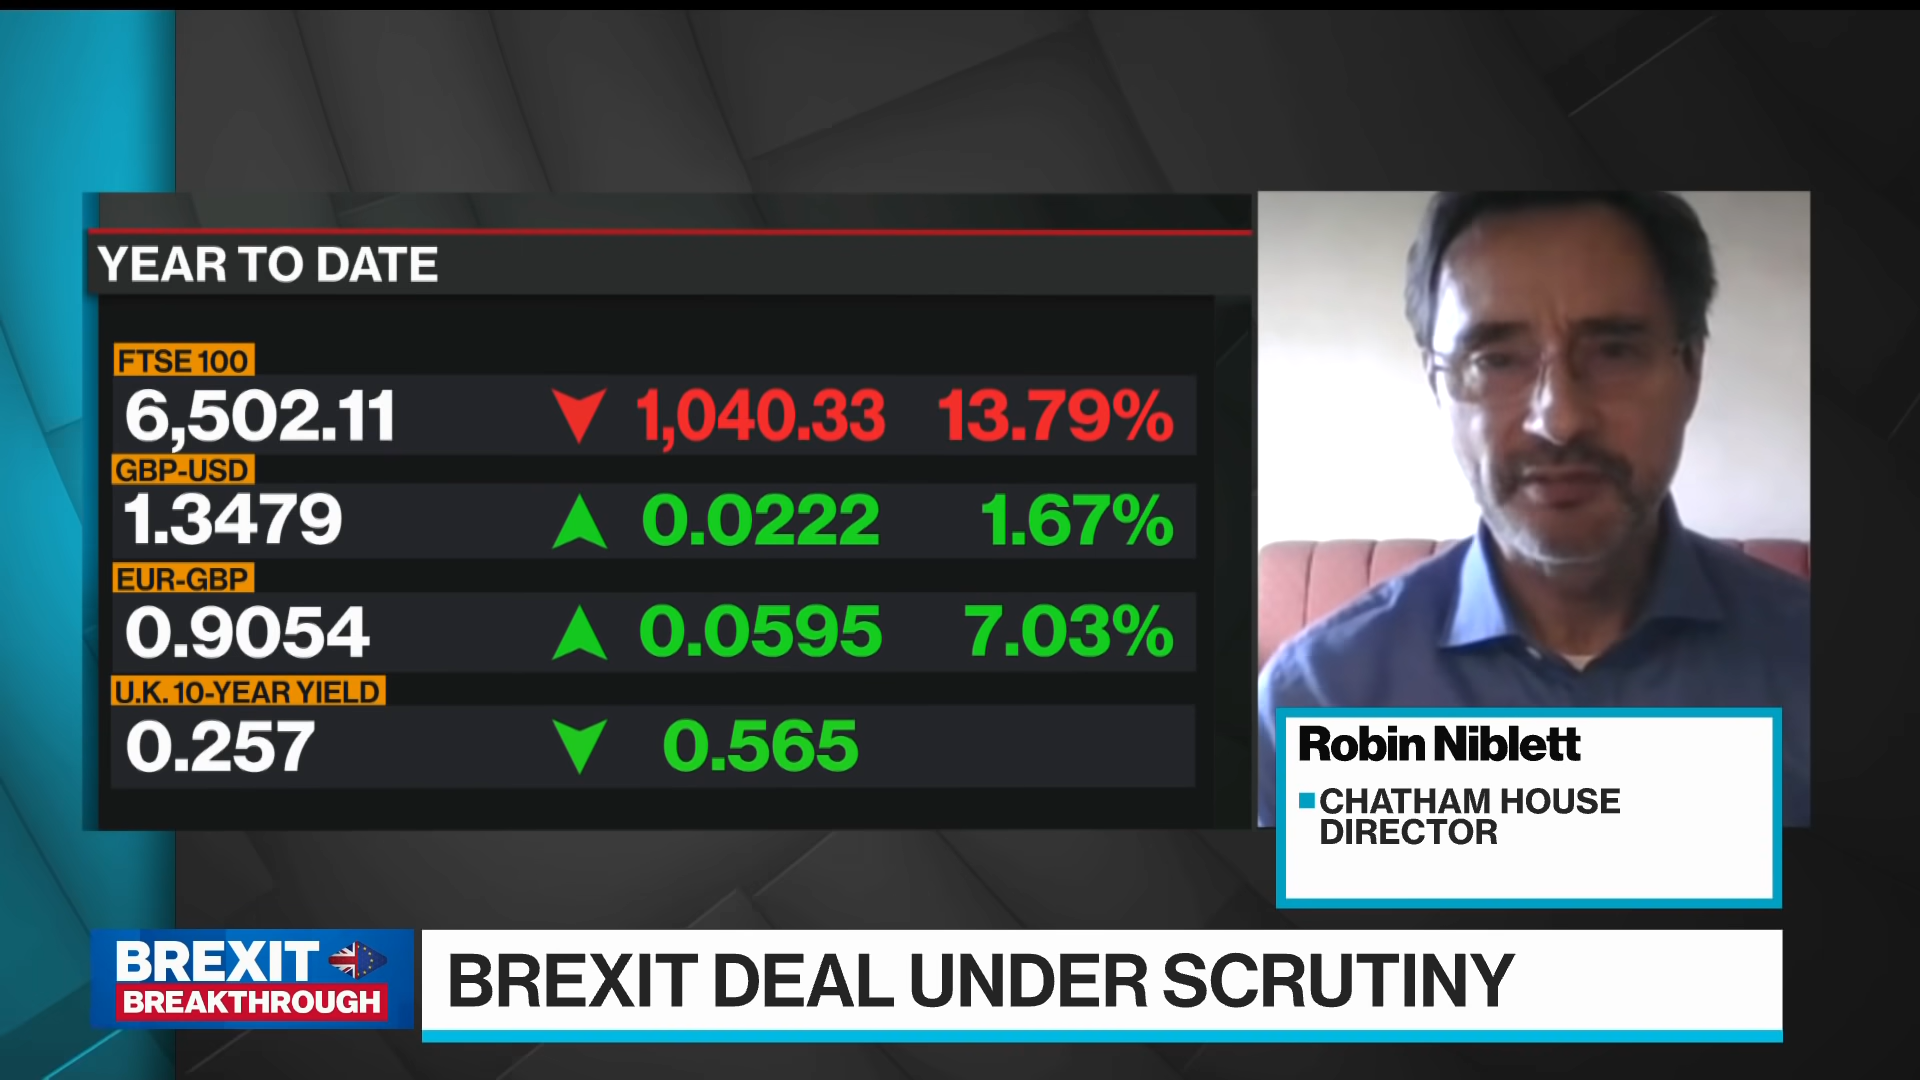 YEAR TO DATE
FTSE 100
6,502.11 ▼ 1,040.33 13.79%
GBP-USD
1.3479 ▲ 0.0222 1.67%
EUR-GBP
0.9054 ▲ 0.0595 7.03%
U.K. 10-YEAR YIELD
0.257 ▼ 0.565
Robin Niblett
CHATHAM HOUSE
DIRECTOR
BREXIT
BREAKTHROUGH
BREXIT DEAL UNDER SCRUTINY